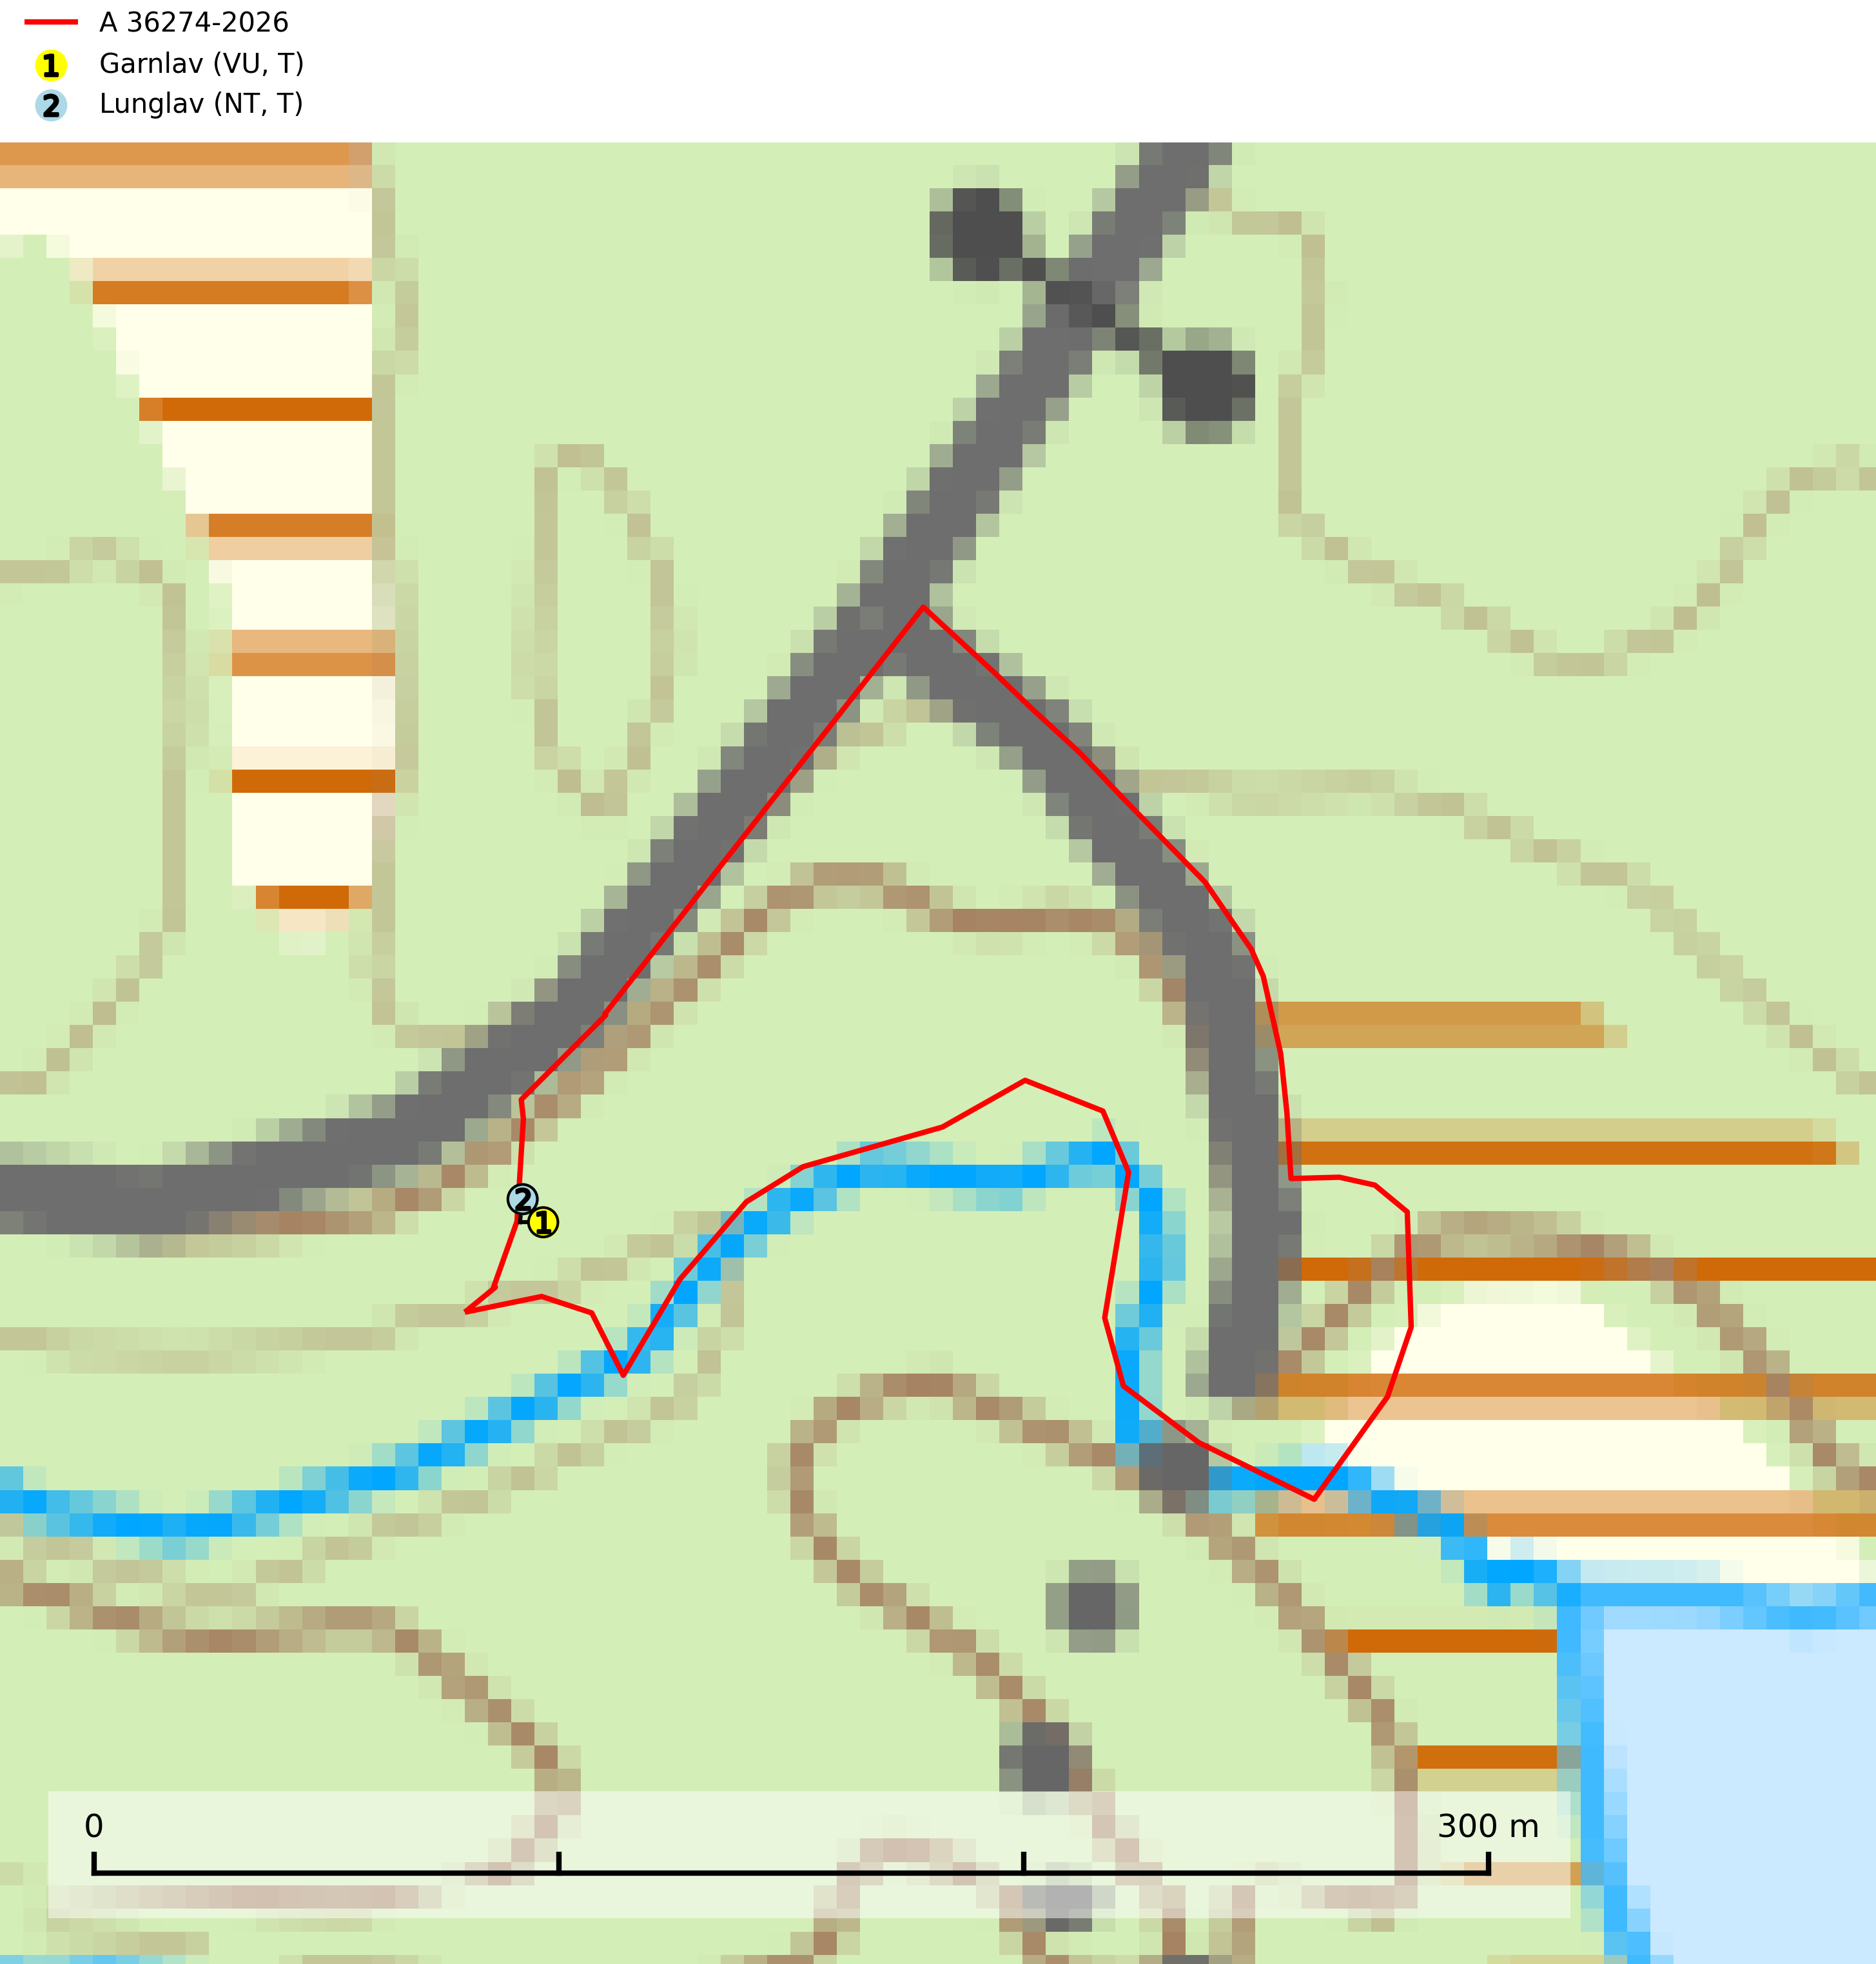 A 36274-2026
1 Garnlav (VU, T)
2 Lunglav (NT, T)
2
1
0 300 m